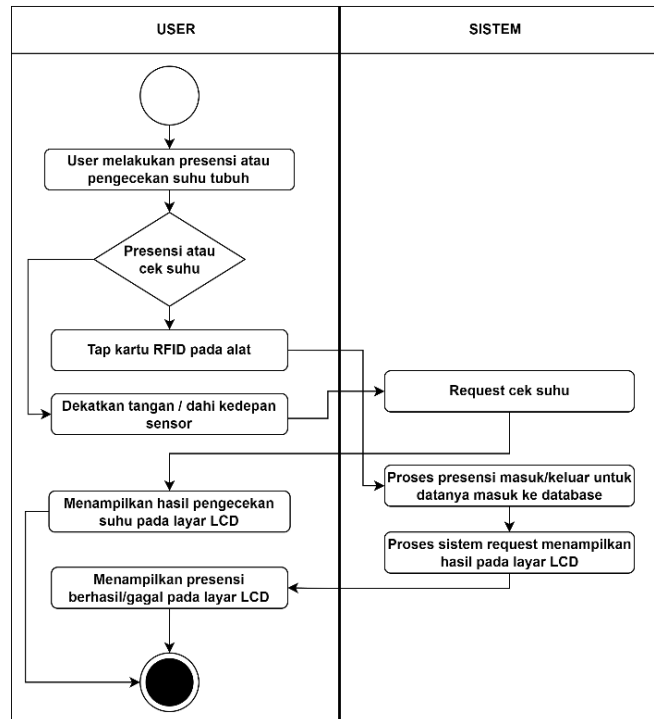 USER
SISTEM
User melakukan presensi atau
pengecekan suhu tubuh
Presensi atau
cek suhu
Tap kartu RFID pada alat
Dekatkan tangan / dahi kedepan
sensor
Request cek suhu
Menampilkan hasil pengecekan
suhu pada layar LCD
Proses presensi masuk/keluar untuk
datanya masuk ke database
Proses sistem request menampilkan
hasil pada layar LCD
Menampilkan presensi
berhasil/gagal pada layar LCD